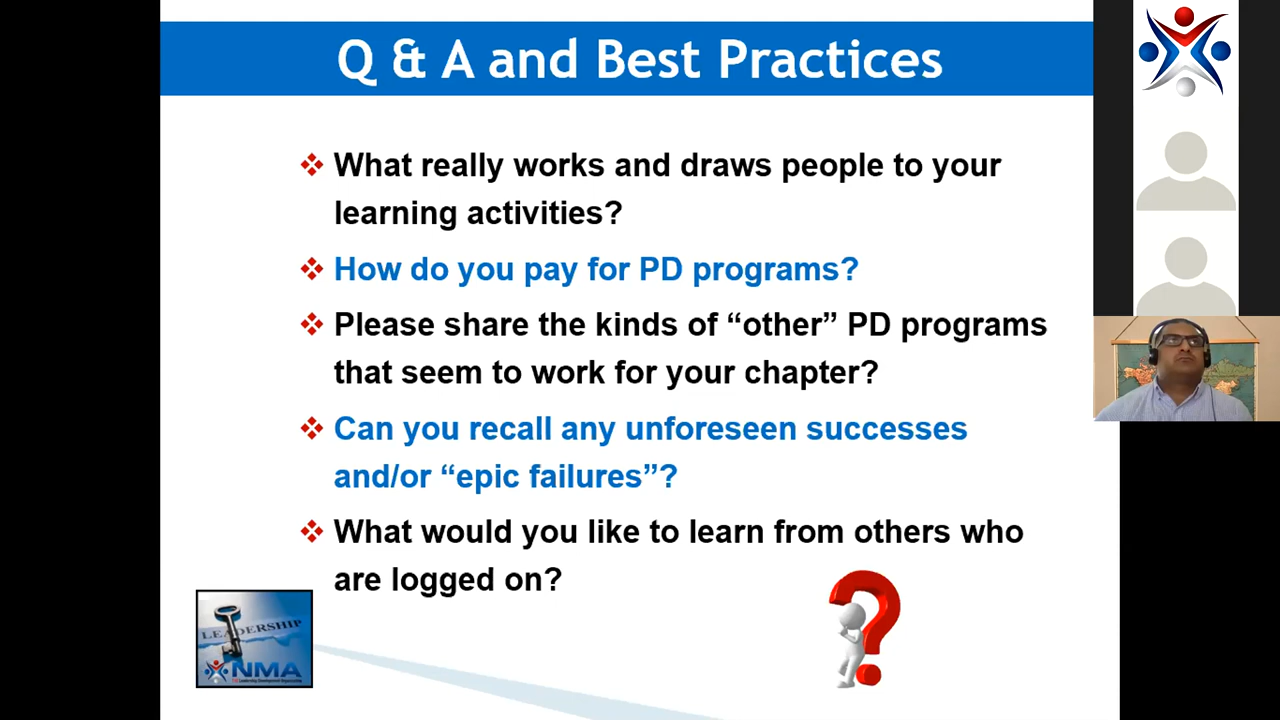 Q & A and Best Practices
What really works and draws people to your
learning activities?
How do you pay for PD programs?
Please share the kinds of “other” PD programs
that seem to work for your chapter?
Can you recall any unforeseen successes
and/or “epic failures”?
What would you like to learn from others who
are logged on?
LEADERSHIP
NMA